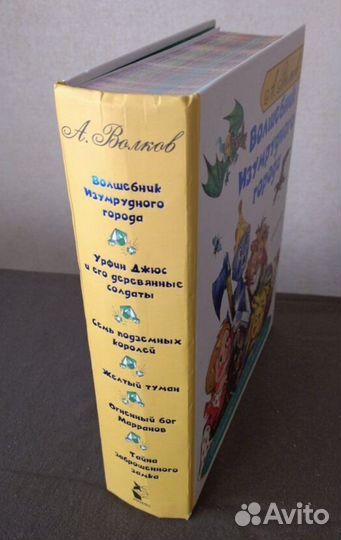 А. Волков
Волшебник
Изумрудного
города
Урфин Джюс
и его деревянные
солдаты
Семь подземных
королей
Желтый туман
Огненный бог
Марранов
Тайна
заброшенного
замка
А. Волков
Волшебник
Изумрудного
города
Avito